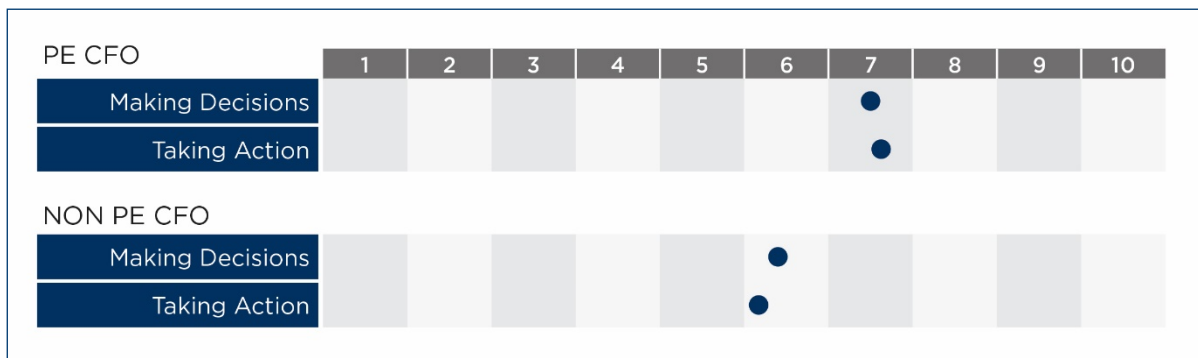 PE CFO
1 2 3 4 5 6 7 8 9 10
Making Decisions
Taking Action
NON PE CFO
Making Decisions
Taking Action